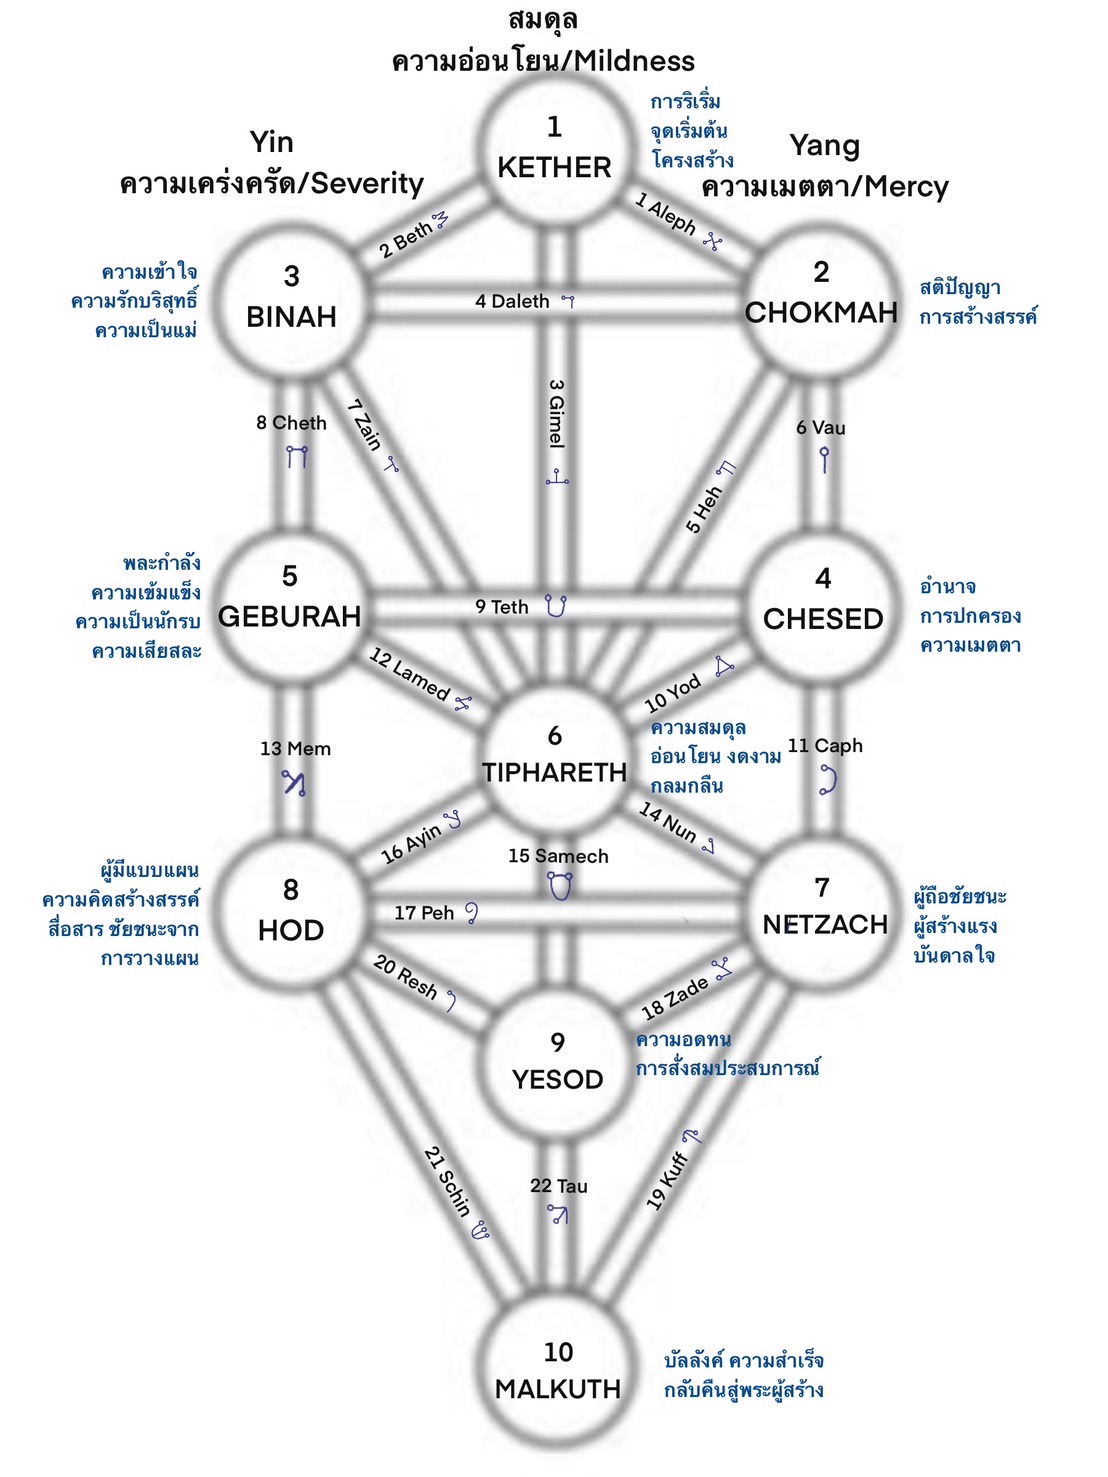 สมดุล
ความอ่อนโยน/Mildness
1
KETHER
การริเริ่ม
จุดเริ่มต้น
โครงสร้าง
Yin
ความเคร่งครัด/Severity
Yang
ความเมตตา/Mercy
2 Beth
1 Aleph
3
BINAH
ความเข้าใจ
ความรักบริสุทธิ์
ความเป็นแม่
4 Daleth
2
CHOKMAH
สติปัญญา
การสร้างสรรค์
8 Cheth
7 Zain
3 Gimel
5 Heh
6 Vau
พละกำลัง
ความเข้มแข็ง
ความเป็นนักรบ
ความเสียสละ
5
GEBURAH
9 Teth
4
CHESED
อำนาจ
การปกครอง
ความเมตตา
12 Lamed
10 Yod
6
TIPHARETH
ความสมดุล
อ่อนโยน งดงาม
กลมกลืน
13 Mem
11 Caph
16 Ayin
14 Nun
15 Samech
ผู้มีแบบแผน
ความคิดสร้างสรรค์
สื่อสาร ชัยชนะจาก
การวางแผน
8
HOD
17 Peh
7
NETZACH
ผู้ถือชัยชนะ
ผู้สร้างแรง
บันดาลใจ
20 Resh
18 Zade
9
YESOD
ความอดทน
การสั่งสมประสบการณ์
21 Schin
22 Tau
19 Kuff
10
MALKUTH
บัลลังค์ ความสำเร็จ
กลับคืนสู่พระผู้สร้าง